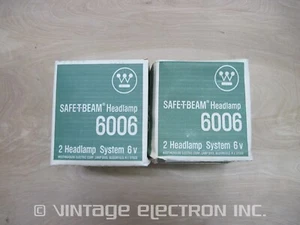 SAFE-T-BEAM® Headlamp
6006
2 Headlamp System 6v
SAFE-T-BEAM® Headlamp
6006
2 Headlamp System 6v
© VINTAGE ELECTRON INC.